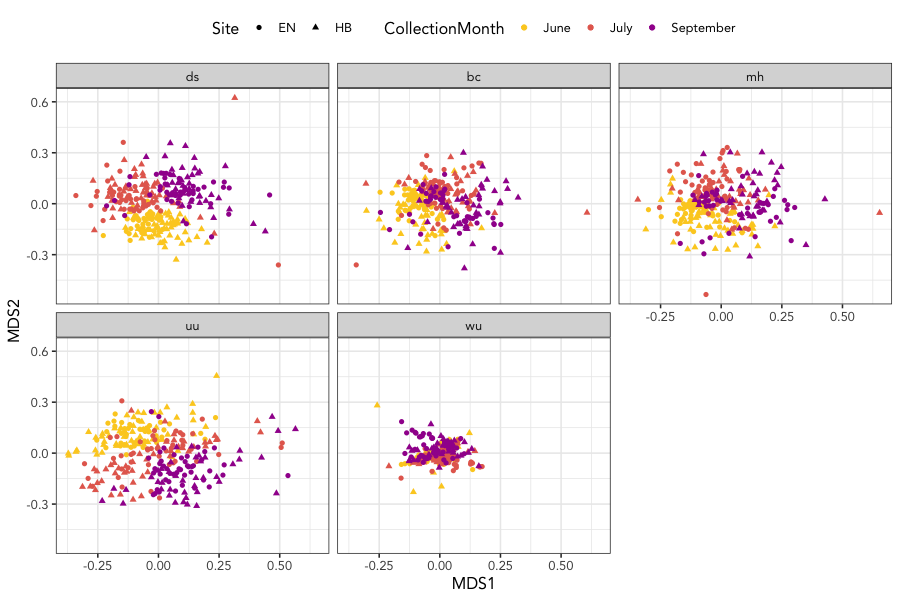 Site EN HB CollectionMonth June July September
ds bc mh
0.6
0.3
0.0
-0.3
-0.25 0.00 0.25 0.50
MDS2
uu wu
0.6
0.3
0.0
-0.3
-0.25 0.00 0.25 0.50 -0.25 0.00 0.25 0.50
MDS1